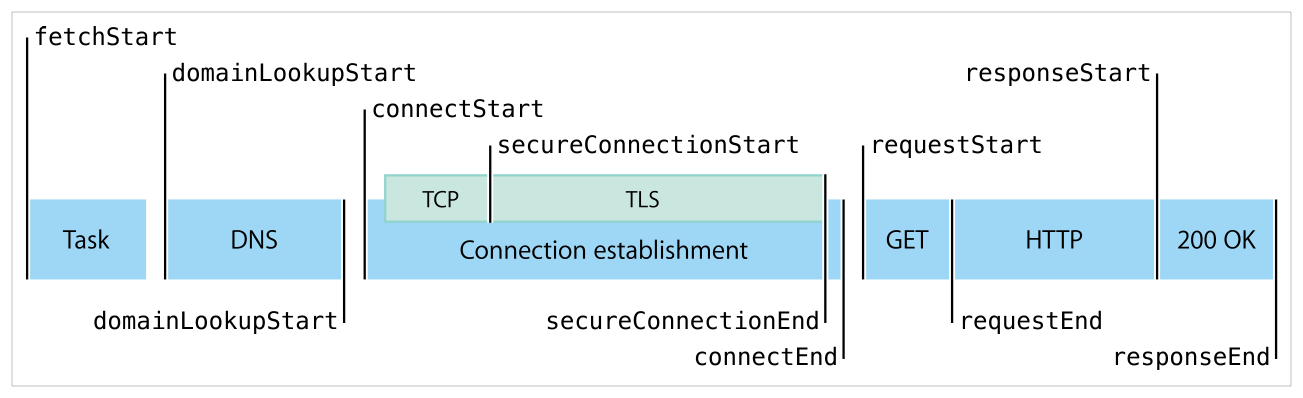 fetchStart
domainLookupStart
responseStart
connectStart
secureConnectionStart
requestStart
TCP
TLS
Task
DNS
Connection establishment
GET
HTTP
200 OK
domainLookupStart
secureConnectionEnd
requestEnd
connectEnd
responseEnd